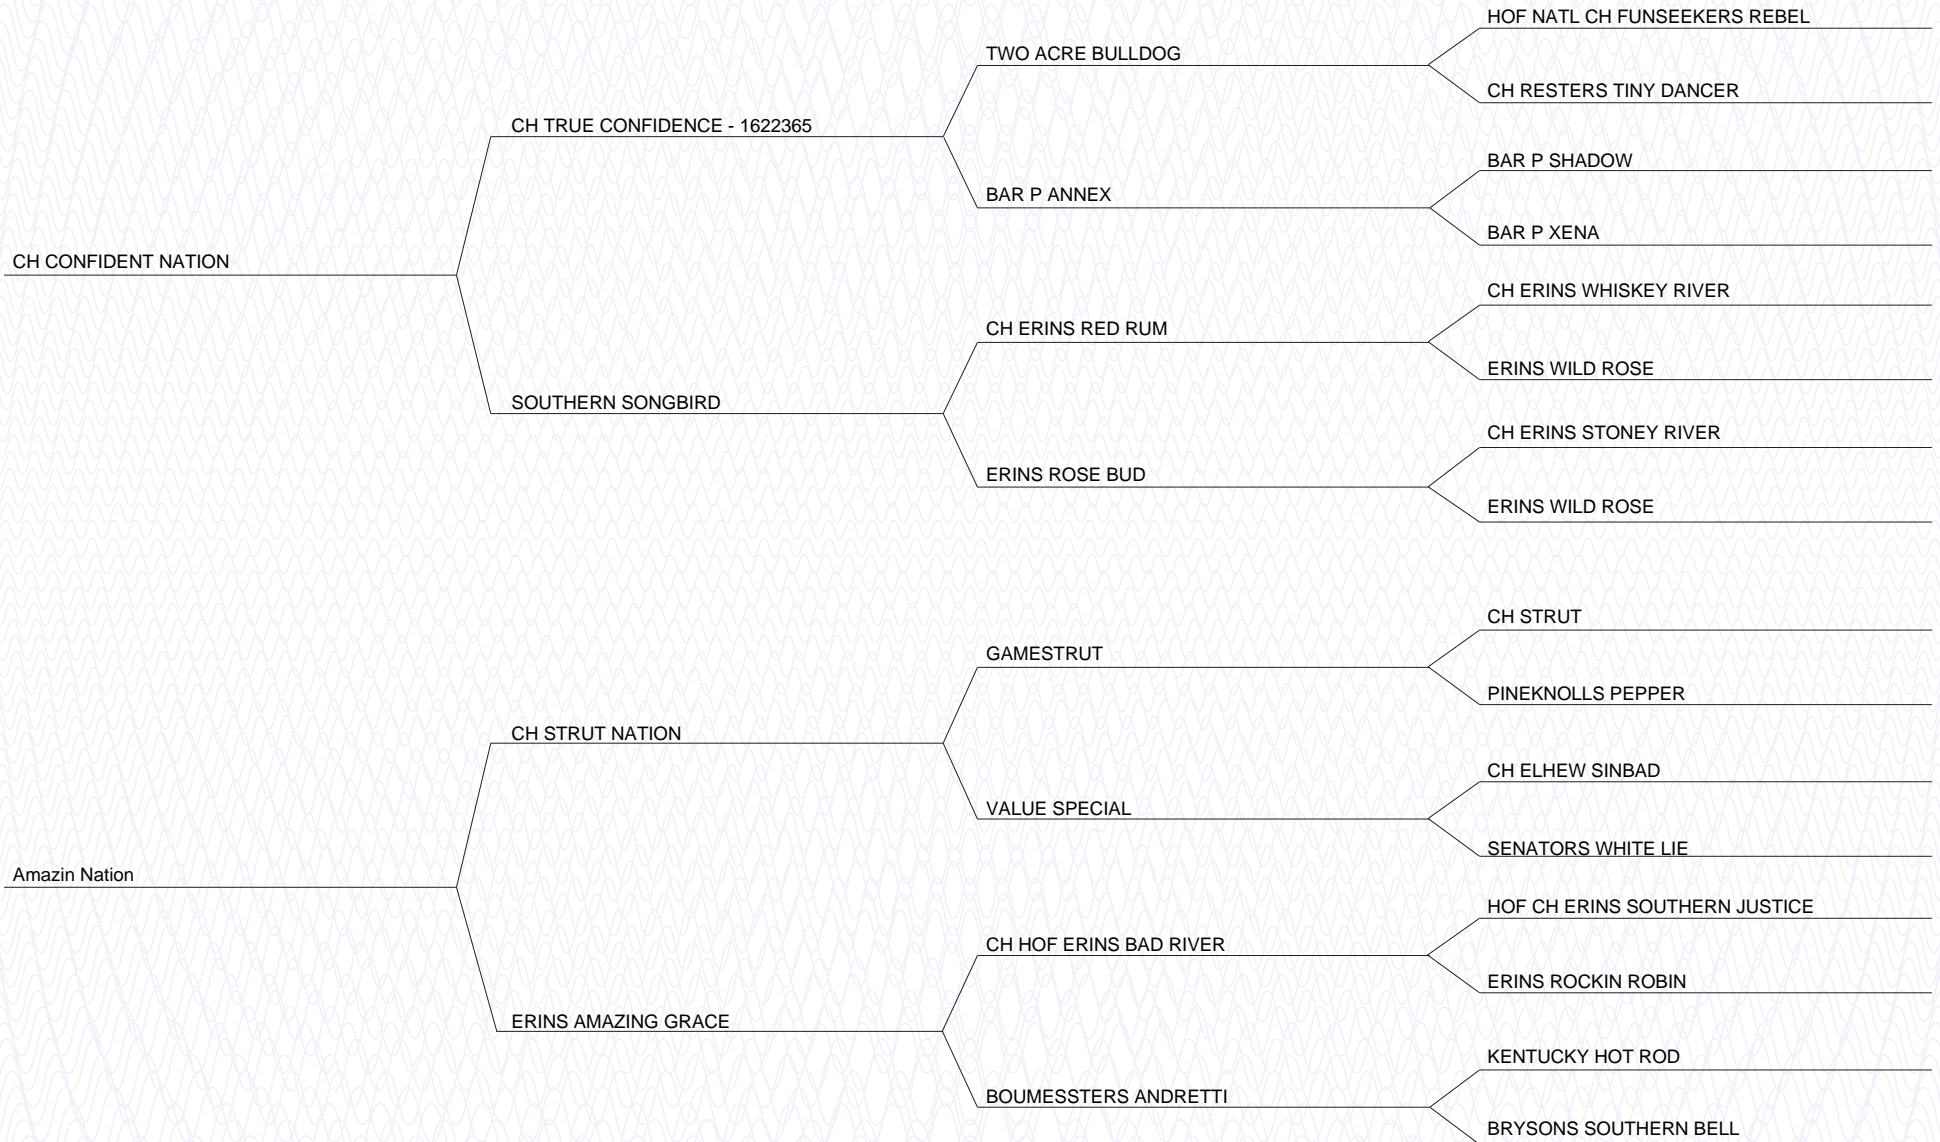 HOF NATL CH FUNSEEKERS REBEL
TWO ACRE BULLDOG
CH RESTERS TINY DANCER
CH TRUE CONFIDENCE - 1622365
BAR P SHADOW
BAR P ANNEX
BAR P XENA
CH CONFIDENT NATION
CH ERINS WHISKEY RIVER
CH ERINS RED RUM
ERINS WILD ROSE
SOUTHERN SONGBIRD
CH ERINS STONEY RIVER
ERINS ROSE BUD
ERINS WILD ROSE
CH STRUT
GAMESTRUT
PINEKNOLLS PEPPER
CH STRUT NATION
CH ELHEW SINBAD
VALUE SPECIAL
SENATORS WHITE LIE
Amazin Nation
HOF CH ERINS SOUTHERN JUSTICE
CH HOF ERINS BAD RIVER
ERINS ROCKIN ROBIN
ERINS AMAZING GRACE
KENTUCKY HOT ROD
BOUMESSTERS ANDRETTI
BRYSONS SOUTHERN BELL